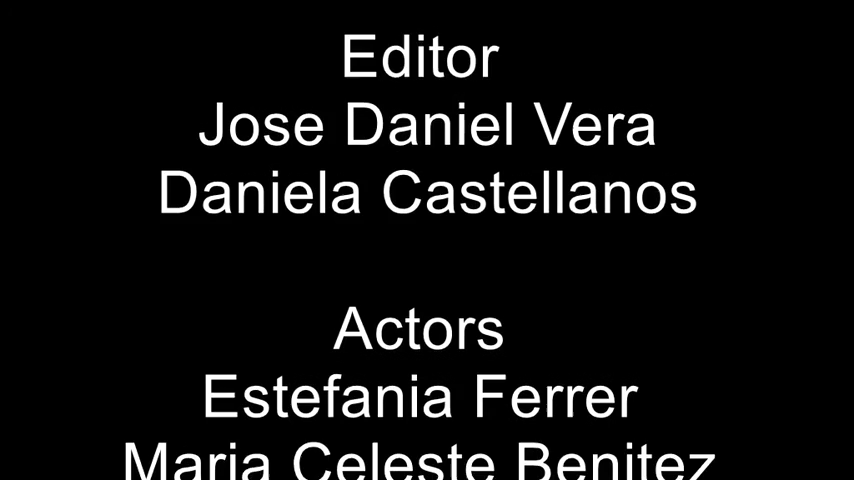 Editor
Jose Daniel Vera
Daniela Castellanos
Actors
Estefania Ferrer
Maria Celeste Benitez